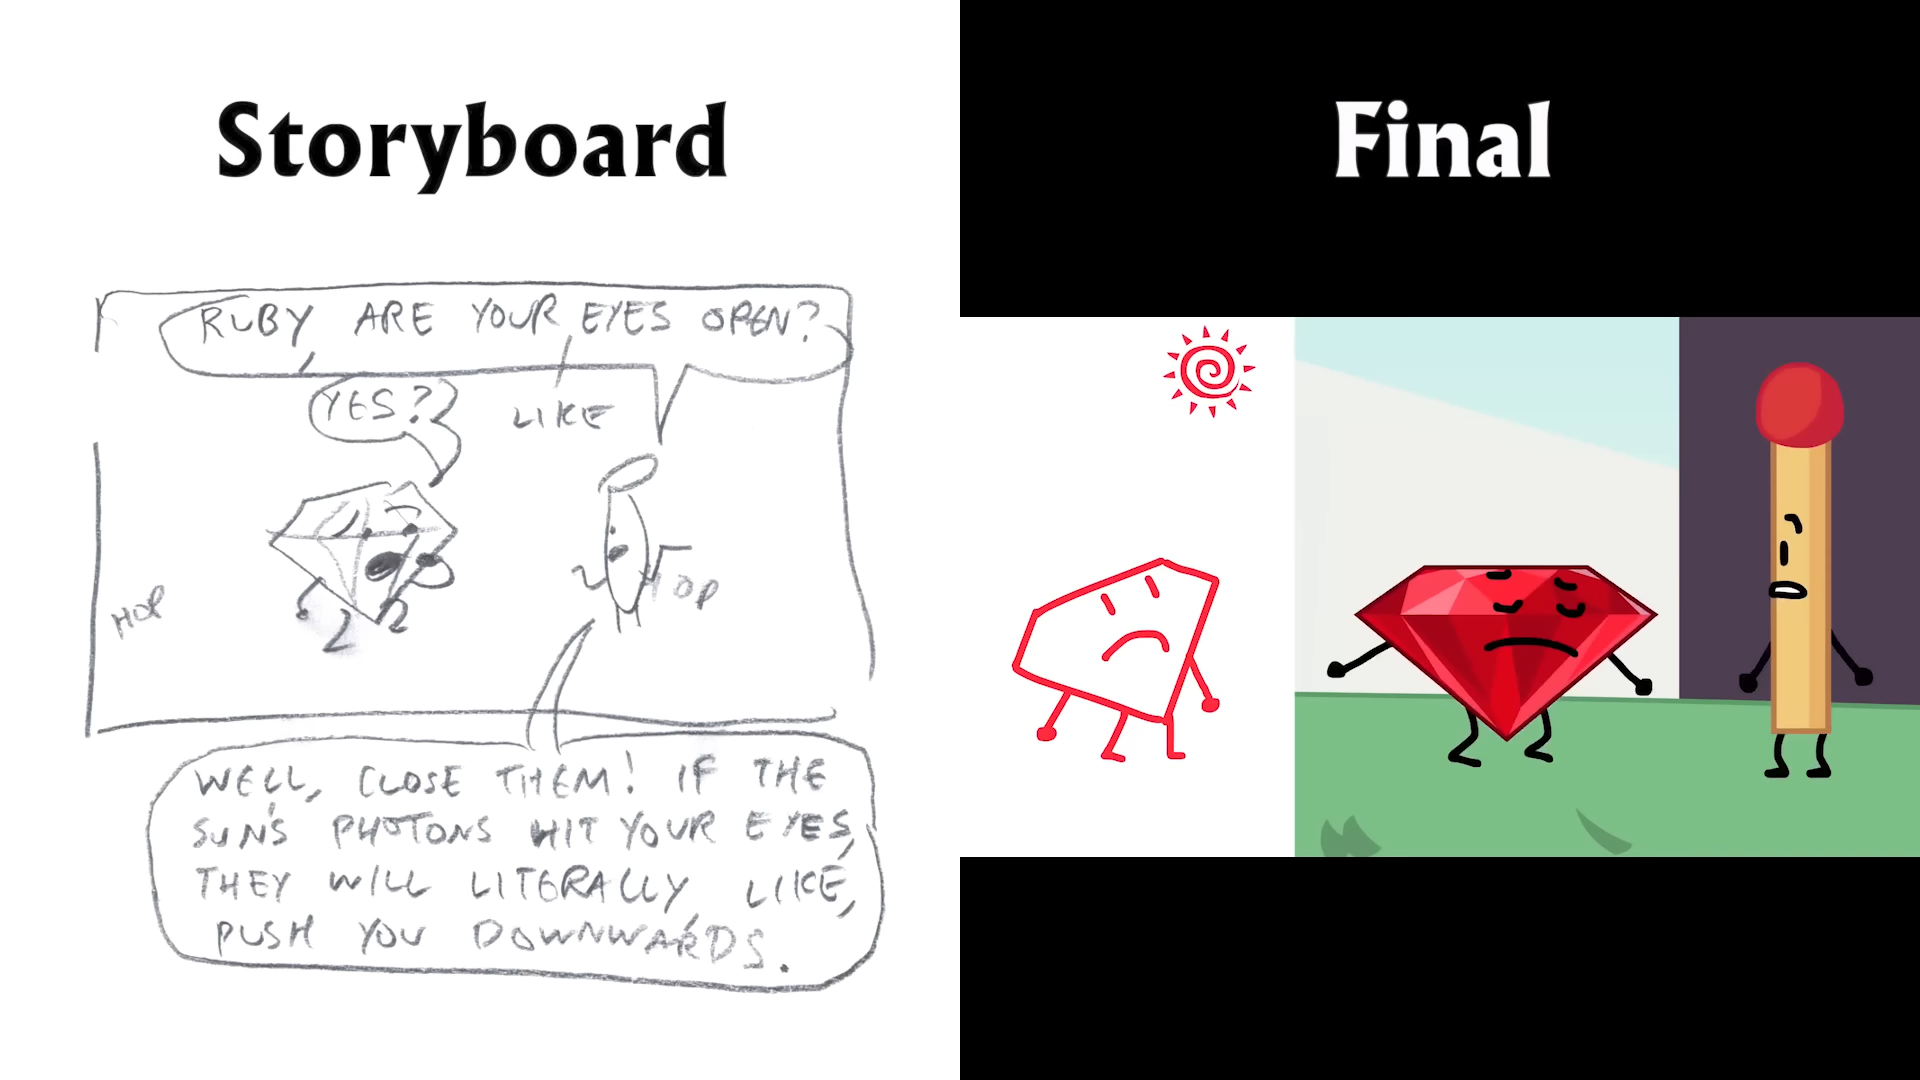 Storyboard
Final
RUBY, ARE YOUR EYES OPEN?
YES?
LIKE
HOP
HOP
WELL, CLOSE THEM! IF THE
SUN'S PHOTONS HIT YOUR EYES,
THEY WILL LITERALLY, LIKE,
PUSH YOU DOWNWARDS.